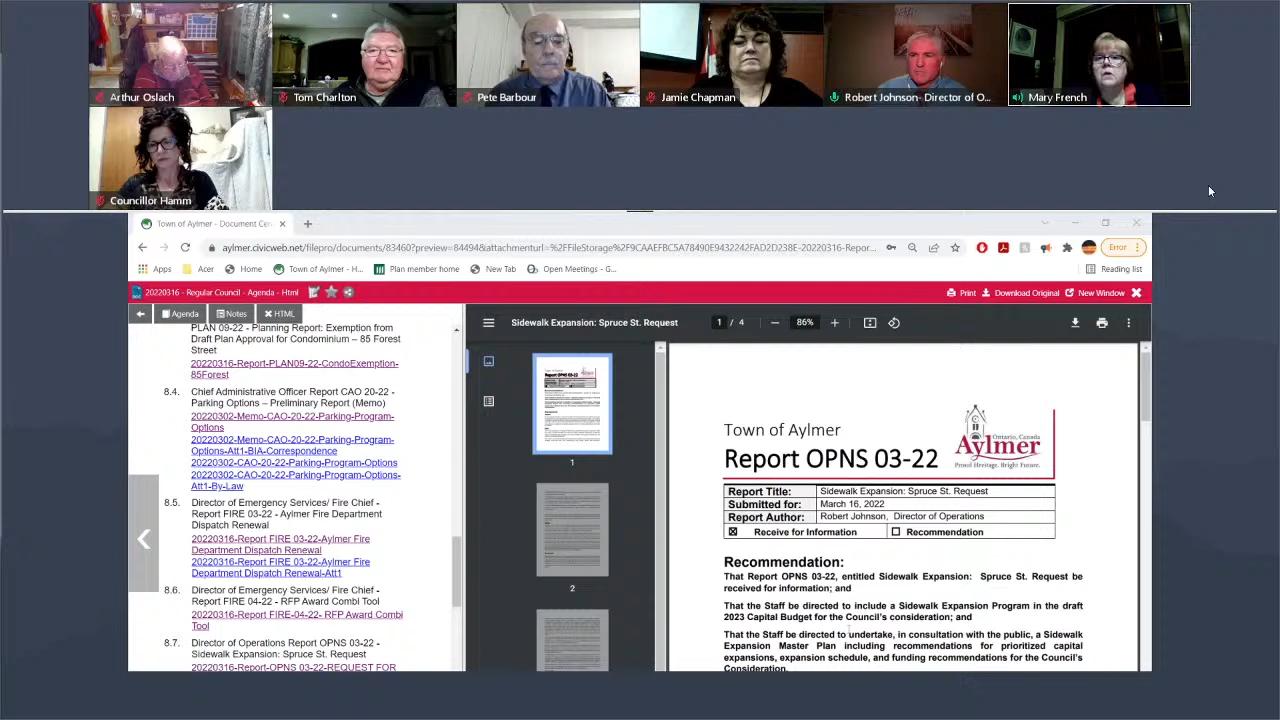 Arthur Oslach
Tom Charlton
Pete Barbour
Jamie Chapman
Robert Johnson- Director of O...
Mary French
Councillor Hamm
Town of Aylmer - Document Cen
aylmer.civicweb.net/filepro/documents/83460?preview=84494&attachmenturl=%2FFileStorage%2F9CAAEFBC5A78490E9432242FAD2D238E-20220316-Repor...
Error
Apps
Acer
Home
Town of Aylmer - H...
Plan member home
New Tab
Open Meetings - G...
Reading list
20220316 - Regular Council - Agenda - Html
Print
Download Original
New Window
Agenda
Notes
HTML
PLAN 09-22 - Planning Report: Exemption from
Draft Plan Approval for Condominium – 85 Forest
Street
20220316-Report-PLAN09-22-CondoExemption-
85Forest
8.4. Chief Administrative Officer Report CAO 20-22 -
Parking Options – Preliminary Report (Memo)
20220302-Memo-CAO-20-22-Parking-Program-
Options
20220302-Memo-CAO-20-22-Parking-Program-
Options-Att1-BIA-Correspondence
20220302-CAO-20-22-Parking-Program-Options
20220302-CAO-20-22-Parking-Program-Options-
Att1-By-Law
8.5. Director of Emergency Services/ Fire Chief -
Report FIRE 03-22 - Aylmer Fire Department
Dispatch Renewal
20220316-Report FIRE 03-22-Aylmer Fire
Department Dispatch Renewal
20220316-Report FIRE 03-22-Aylmer Fire
Department Dispatch Renewal-Att1
8.6. Director of Emergency Services/ Fire Chief -
Report FIRE 04-22 - RFP Award Combi Tool
20220316-Report FIRE-04-22- RFP Award Combi
Tool
8.7. Director of Operations Report OPNS 03-22 -
Sidewalk Expansion: Spruce St. Request
20220316-Report-OPNS 03-22-REQUEST FOR
Sidewalk Expansion: Spruce St. Request
1 / 4
86%
1
2
Town of Aylmer
Report OPNS 03-22
Ontario, Canada
Aylmer
Proud Heritage. Bright Future.
Report Title: Sidewalk Expansion: Spruce St. Request
Submitted for: March 16, 2022
Report Author: Robert Johnson, Director of Operations
Receive for Information Recommendation
Recommendation:
That Report OPNS 03-22, entitled Sidewalk Expansion: Spruce St. Request be
received for information; and
That the Staff be directed to include a Sidewalk Expansion Program in the draft
2023 Capital Budget for the Council's consideration; and
That the Staff be directed to undertake, in consultation with the public, a Sidewalk
Expansion Master Plan including recommendations for prioritized capital
expansions, expansion schedule, and funding recommendations for the Council's
Consideration.